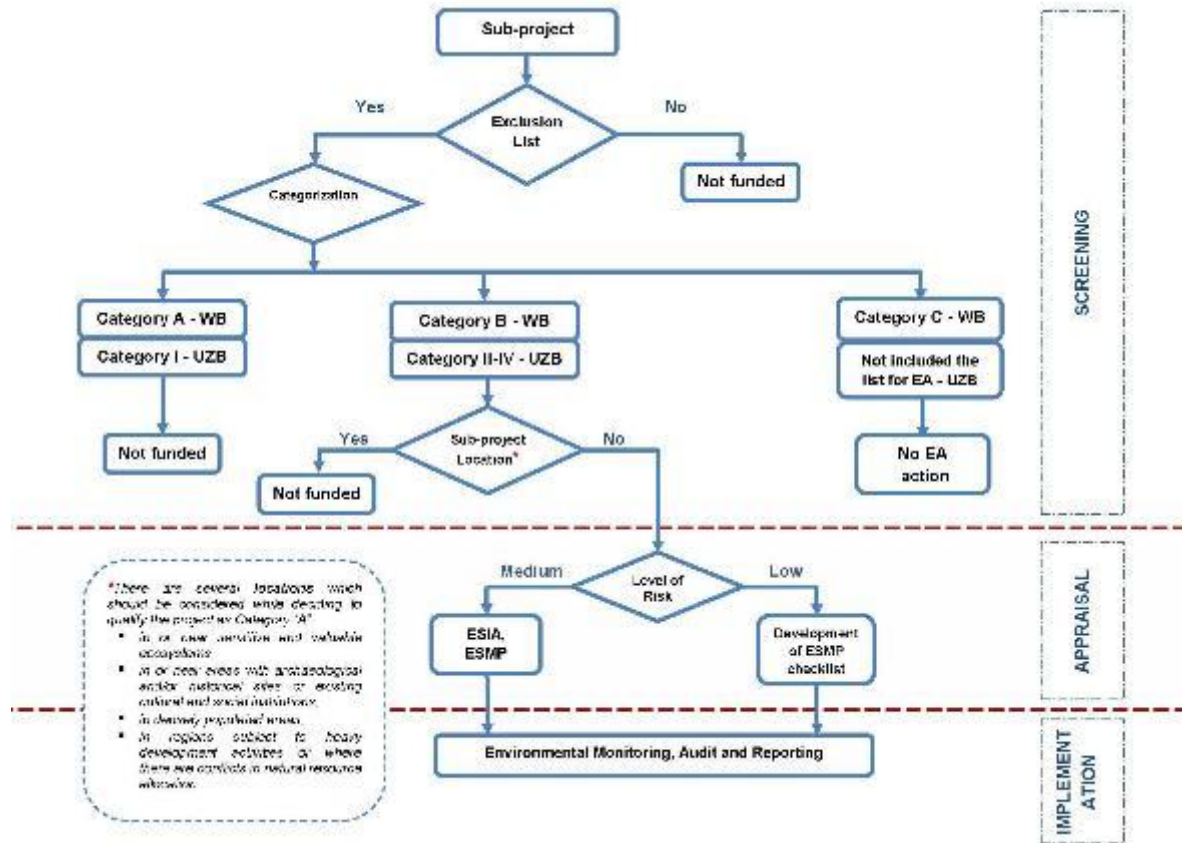 Sub-project
Yes
No
Exclusion
List
Not funded
Categorization
Category A - WB
Category I - UZB
Category B - WB
Category II-IV - UZB
Category C - WB
Not included the
list for EA - UZB
Not funded
Yes
Sub-project
Location*
No
Not funded
No EA
action
SCREENING
*There are several locations which
should be considered while deciding to
qualify the project as Category "A"
▪ in or near sensitive and valuable
ecosystems
▪ in or near areas with archaeological
and/or historical sites or existing
cultural and social institutions,
▪ in densely populated areas,
▪ in regions subject to heavy
development activities or where
there are conflicts in natural resource
allocation.
Medium
Level of
Risk
Low
ESIA,
ESMP
Development
of ESMP
checklist
APPRAISAL
Environmental Monitoring, Audit and Reporting
IMPLEMENT
ATION